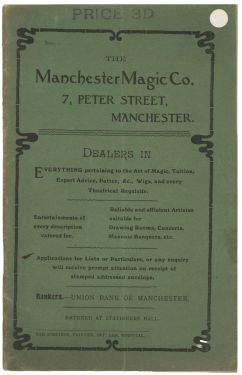 PRICE 3D
THE
Manchester Magic Co.
7, PETER STREET,
MANCHESTER.
DEALERS IN
EVERYTHING pertaining to the Art of Magic, Tuition,
Expert Advice, Patter, &c., Wigs, and every
Theatrical Requisite.
Entertainments of
every description
catered for.
Reliable and efficient Artistes
suitable for
Drawing Rooms, Concerts,
Masonic Banquets, etc.
Applications for Lists or Particulars, or any enquiry
will receive prompt attention on receipt of
stamped addressed envelope.
Bankers.—UNION BANK OF MANCHESTER.
ENTERED AT STATIONERS HALL.
PRINTER,